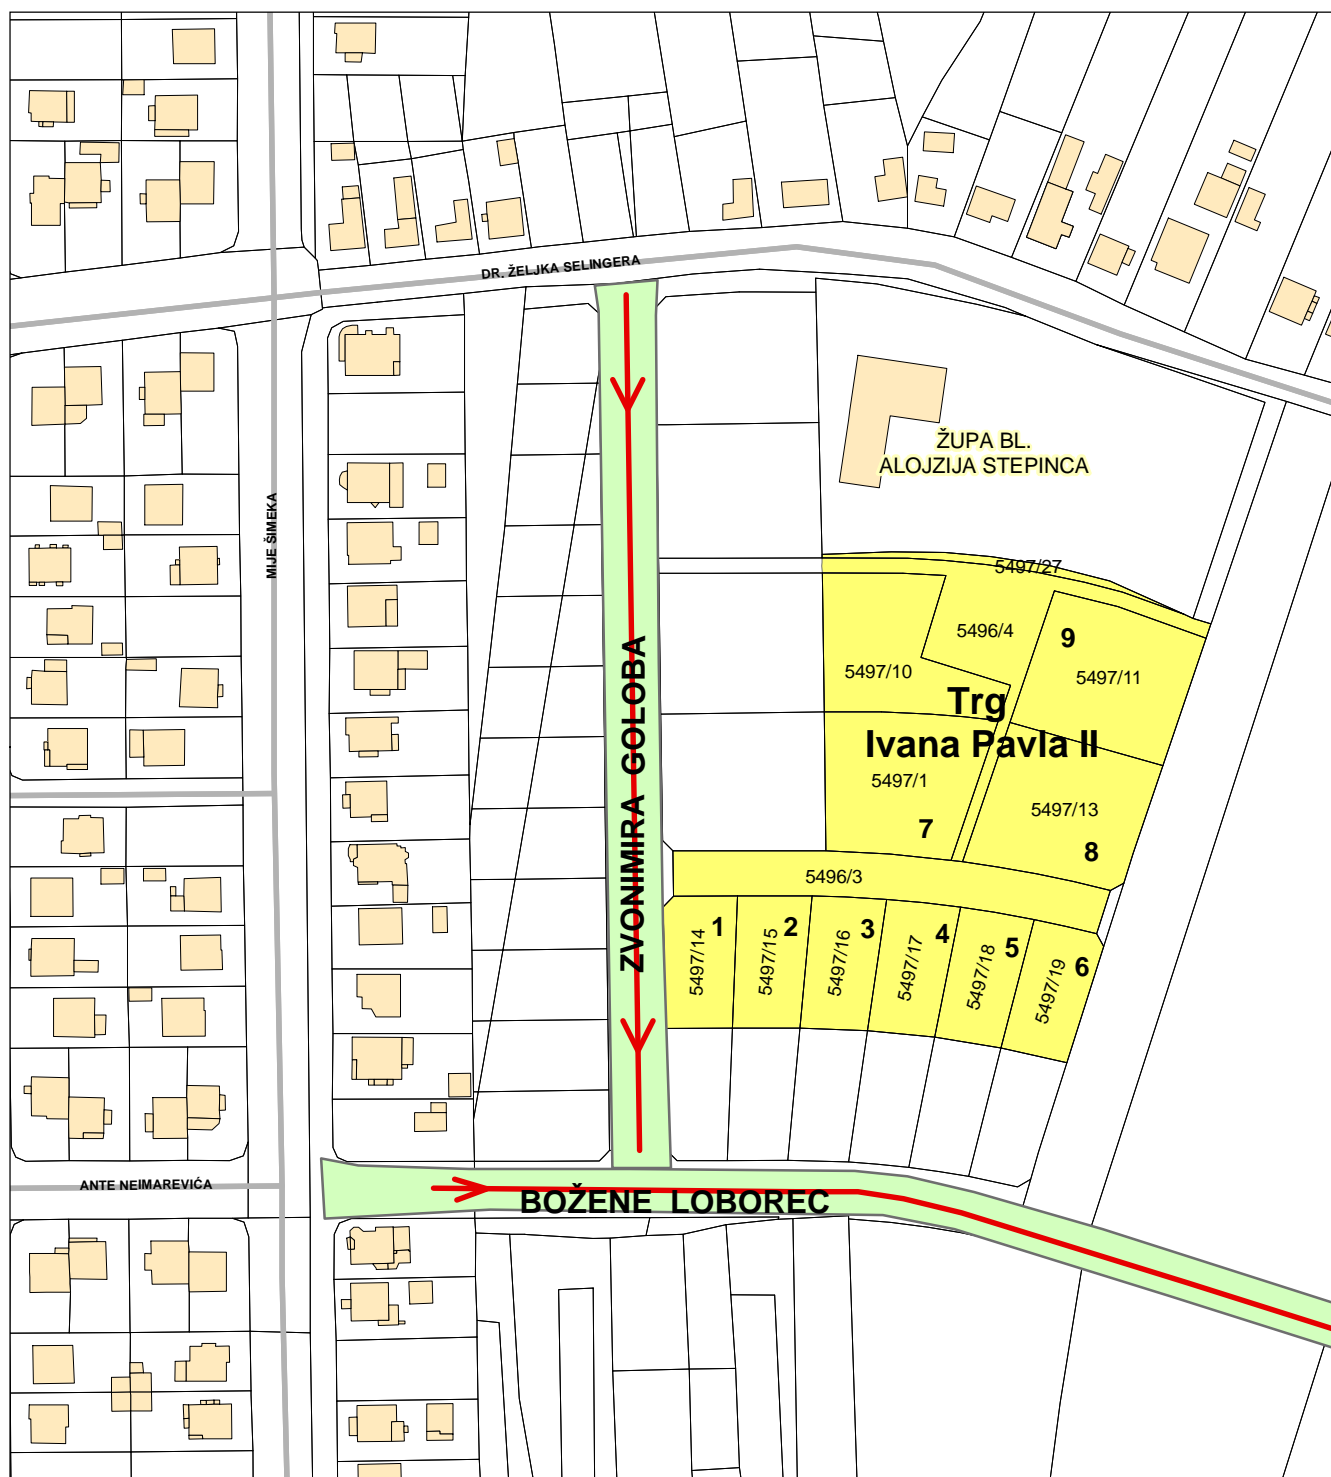 DR. ŽELJKA SELINGERA
ŽUPA BL.
ALOJZIJA STEPINCA
MIJE ŠIMEKA
5497/27
5496/4
9
5497/10
5497/11
Trg
Ivana Pavla II
5497/1
5497/13
7
8
ZVONIMIRA GOLOBA
5496/3
1
2
3
4
5
6
5497/14
5497/15
5497/16
5497/17
5497/18
5497/19
ANTE NEIMAREVIĆA
BOŽENE LOBOREC